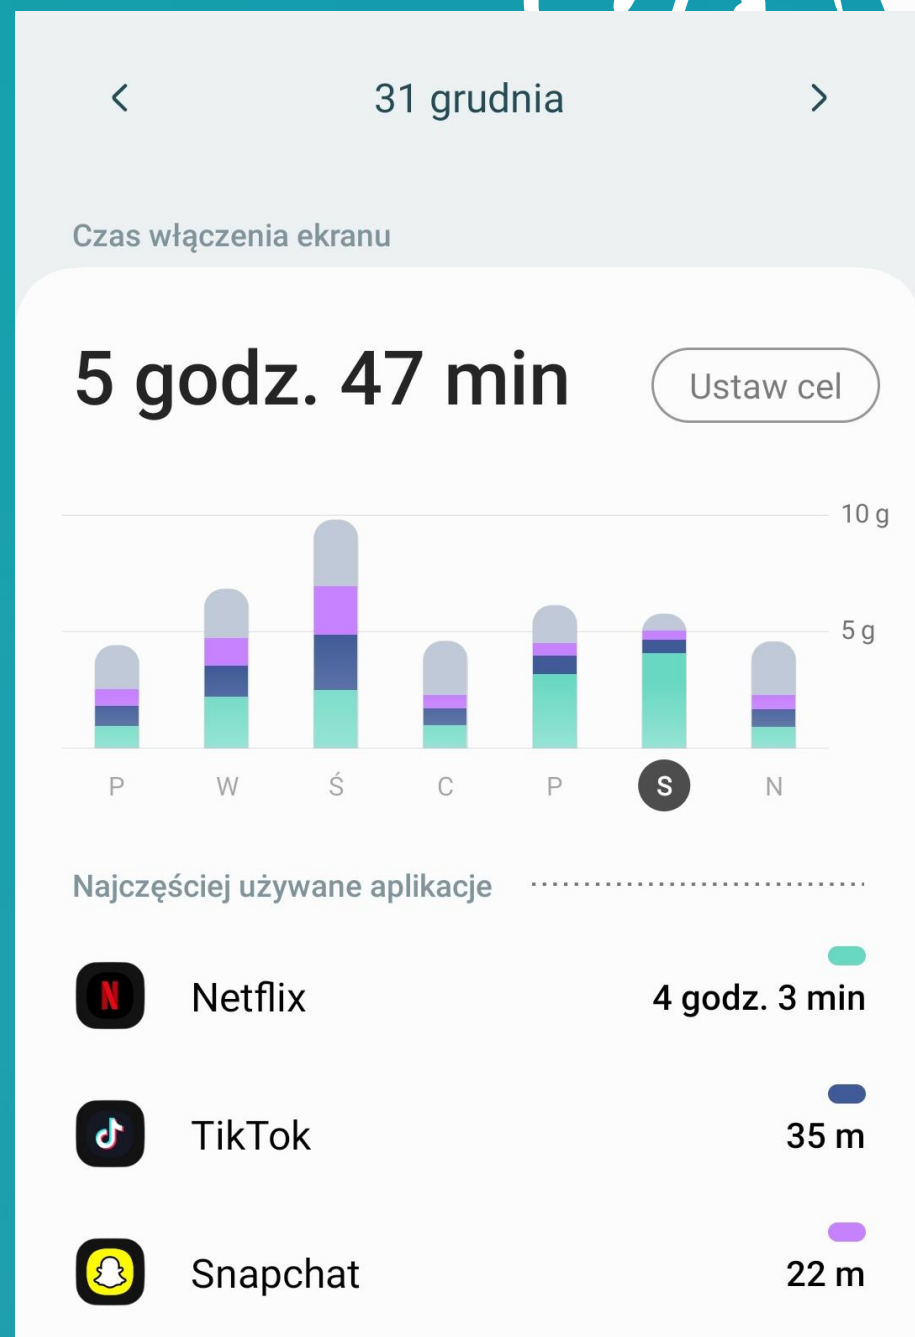 31 grudnia
Czas włączenia ekranu
5 godz. 47 min
Ustaw cel
10 g
5 g
P W Ś C P S N
Najczęściej używane aplikacje
N Netflix 4 godz. 3 min
TikTok 35 m
Snapchat 22 m